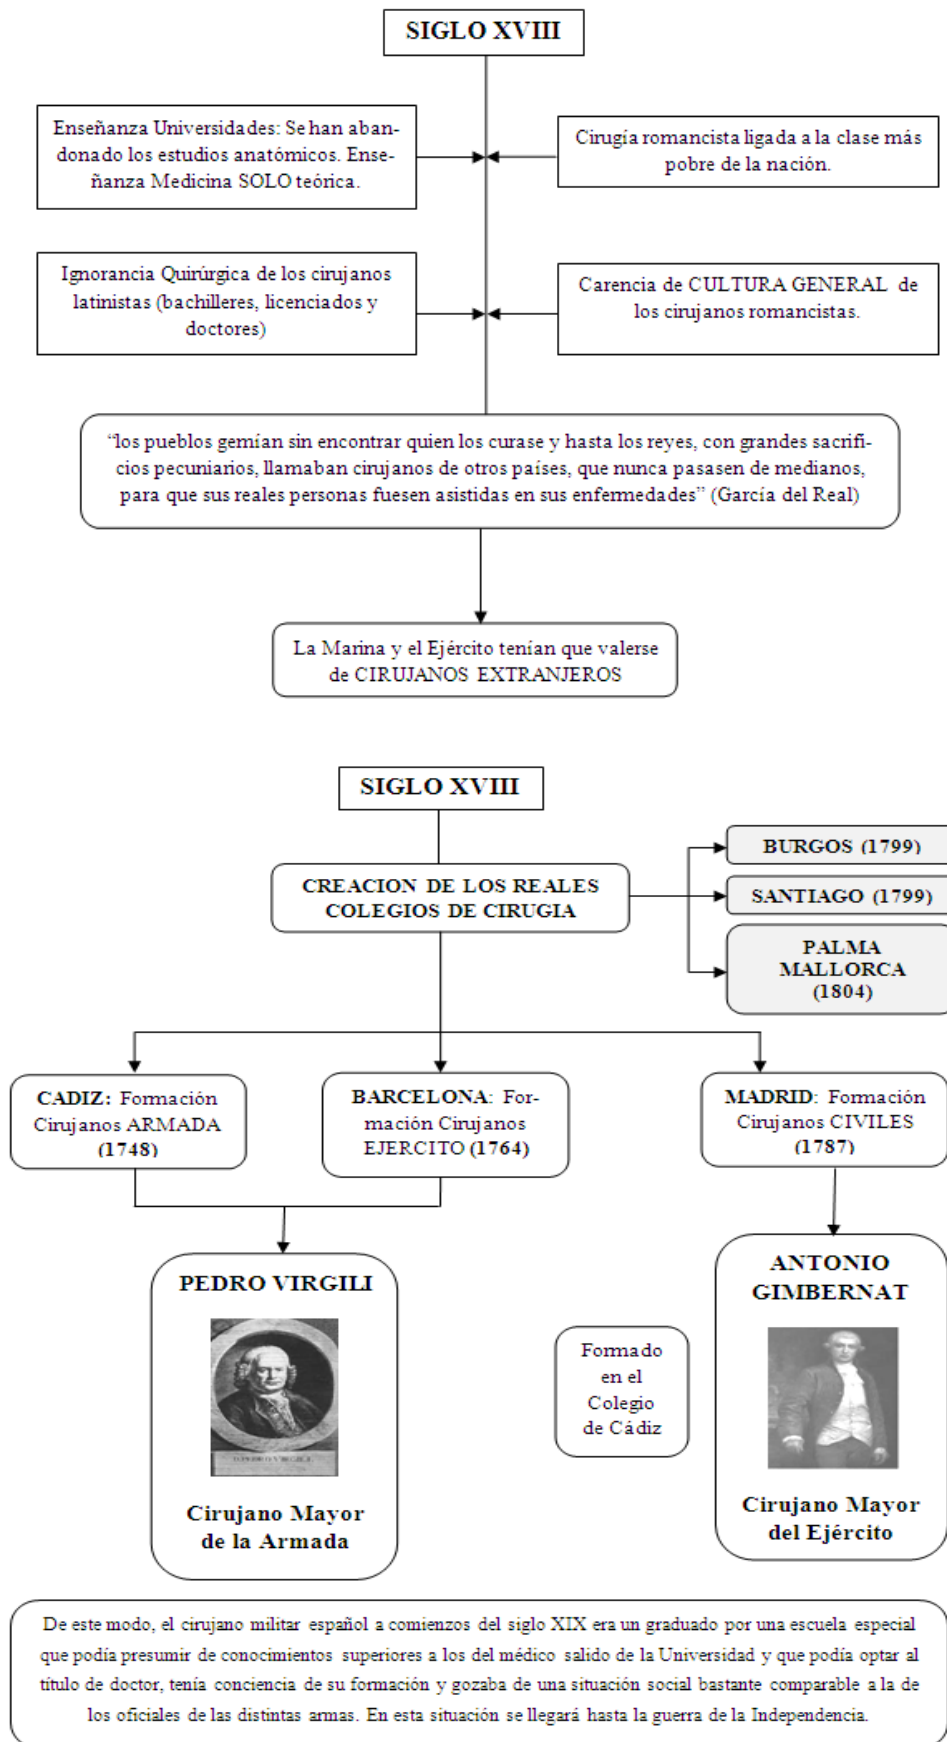 SIGLO XVIII
Enseñanza Universidades: Se han aban-
donado los estudios anatómicos. Ense-
ñanza Medicina SOLO teórica.
Cirugía romancista ligada a la clase más
pobre de la nación.
Ignorancia Quirúrgica de los cirujanos
latinistas (bachilleres, licenciados y
doctores)
Carencia de CULTURA GENERAL de
los cirujanos romancistas.
“los pueblos gemían sin encontrar quien los curase y hasta los reyes, con grandes sacrifi-
cios pecuniarios, llamaban cirujanos de otros países, que nunca pasasen de medianos,
para que sus reales personas fuesen asistidas en sus enfermedades” (García del Real)
La Marina y el Ejército tenían que valerse
de CIRUJANOS EXTRANJEROS
SIGLO XVIII
CREACION DE LOS REALES
COLEGIOS DE CIRUGIA
BURGOS (1799)
SANTIAGO (1799)
PALMA
MALLORCA
(1804)
CADIZ: Formación
Cirujanos ARMADA
(1748)
BARCELONA: For-
mación Cirujanos
EJERCITO (1764)
MADRID: Formación
Cirujanos CIVILES
(1787)
PEDRO VIRGILI
D. PEDRO VIRGILI
Cirujano Mayor
de la Armada
Formado
en el
Colegio
de Cádiz
ANTONIO
GIMBERNAT
Cirujano Mayor
del Ejército
De este modo, el cirujano militar español a comienzos del siglo XIX era un graduado por una escuela especial
que podía presumir de conocimientos superiores a los del médico salido de la Universidad y que podía optar al
título de doctor, tenía conciencia de su formación y gozaba de una situación social bastante comparable a la de
los oficiales de las distintas armas. En esta situación se llegará hasta la guerra de la Independencia.